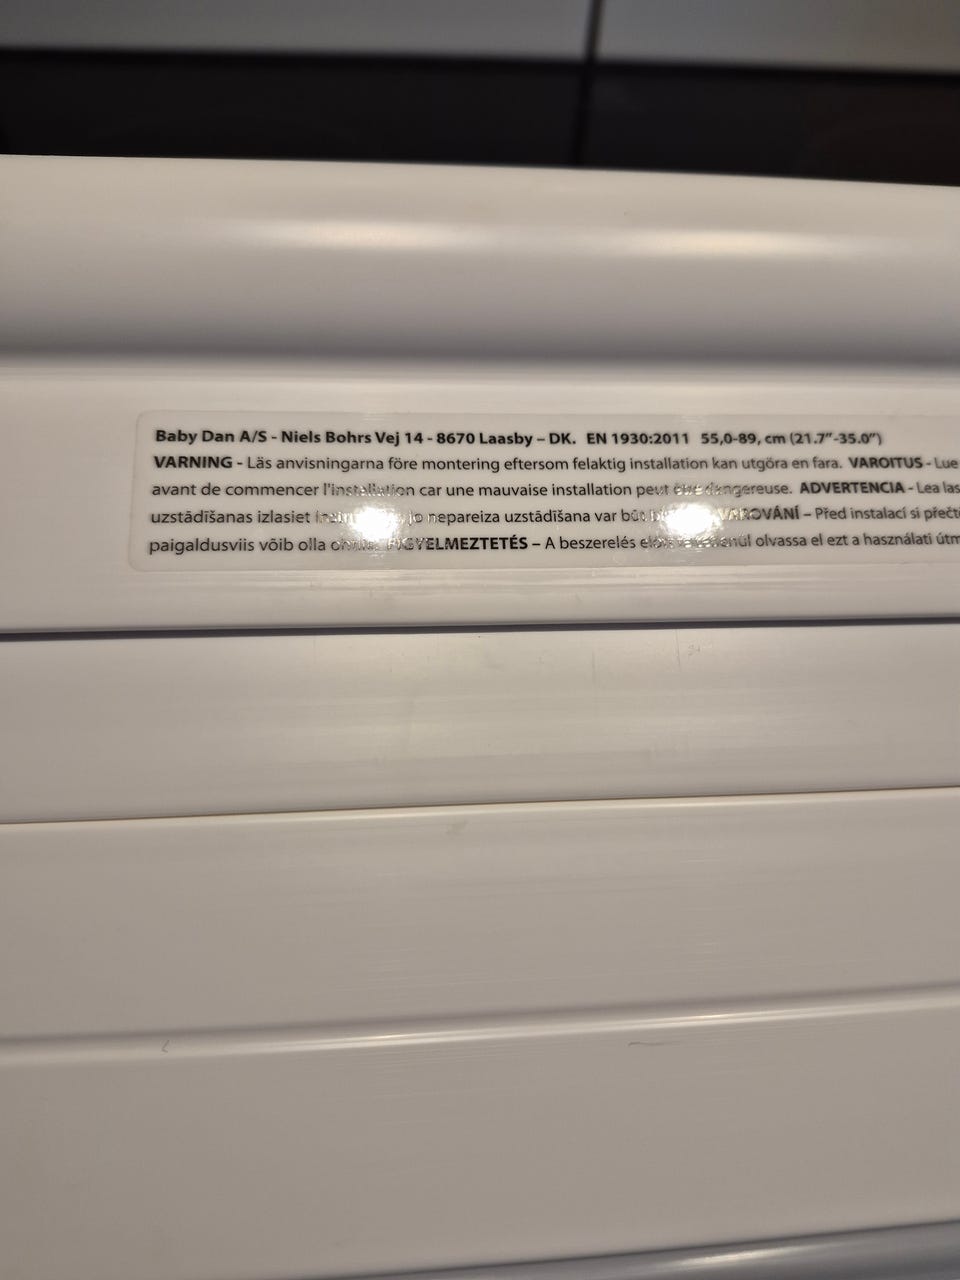 Baby Dan A/S - Niels Bohrs Vej 14 - 8670 Laasby – DK. EN 1930:2011 55,0-89, cm (21.7”-35.0”)
VARNING - Läs anvisningarna före montering eftersom felaktig installation kan utgöra en fara. VAROITUS - Lue
avant de commencer l'installation car une mauvaise installation peut être dangereuse. ADVERTENCIA - Lea las
uzstādīšanas izlasiet jo nepareiza uzstādīšana var būt VAROVÁNÍ – Před instalací si přečt
paigaldusviis võib olla FIGYELMEZTETÉS – A beszerelés olvassa el ezt a használati útm